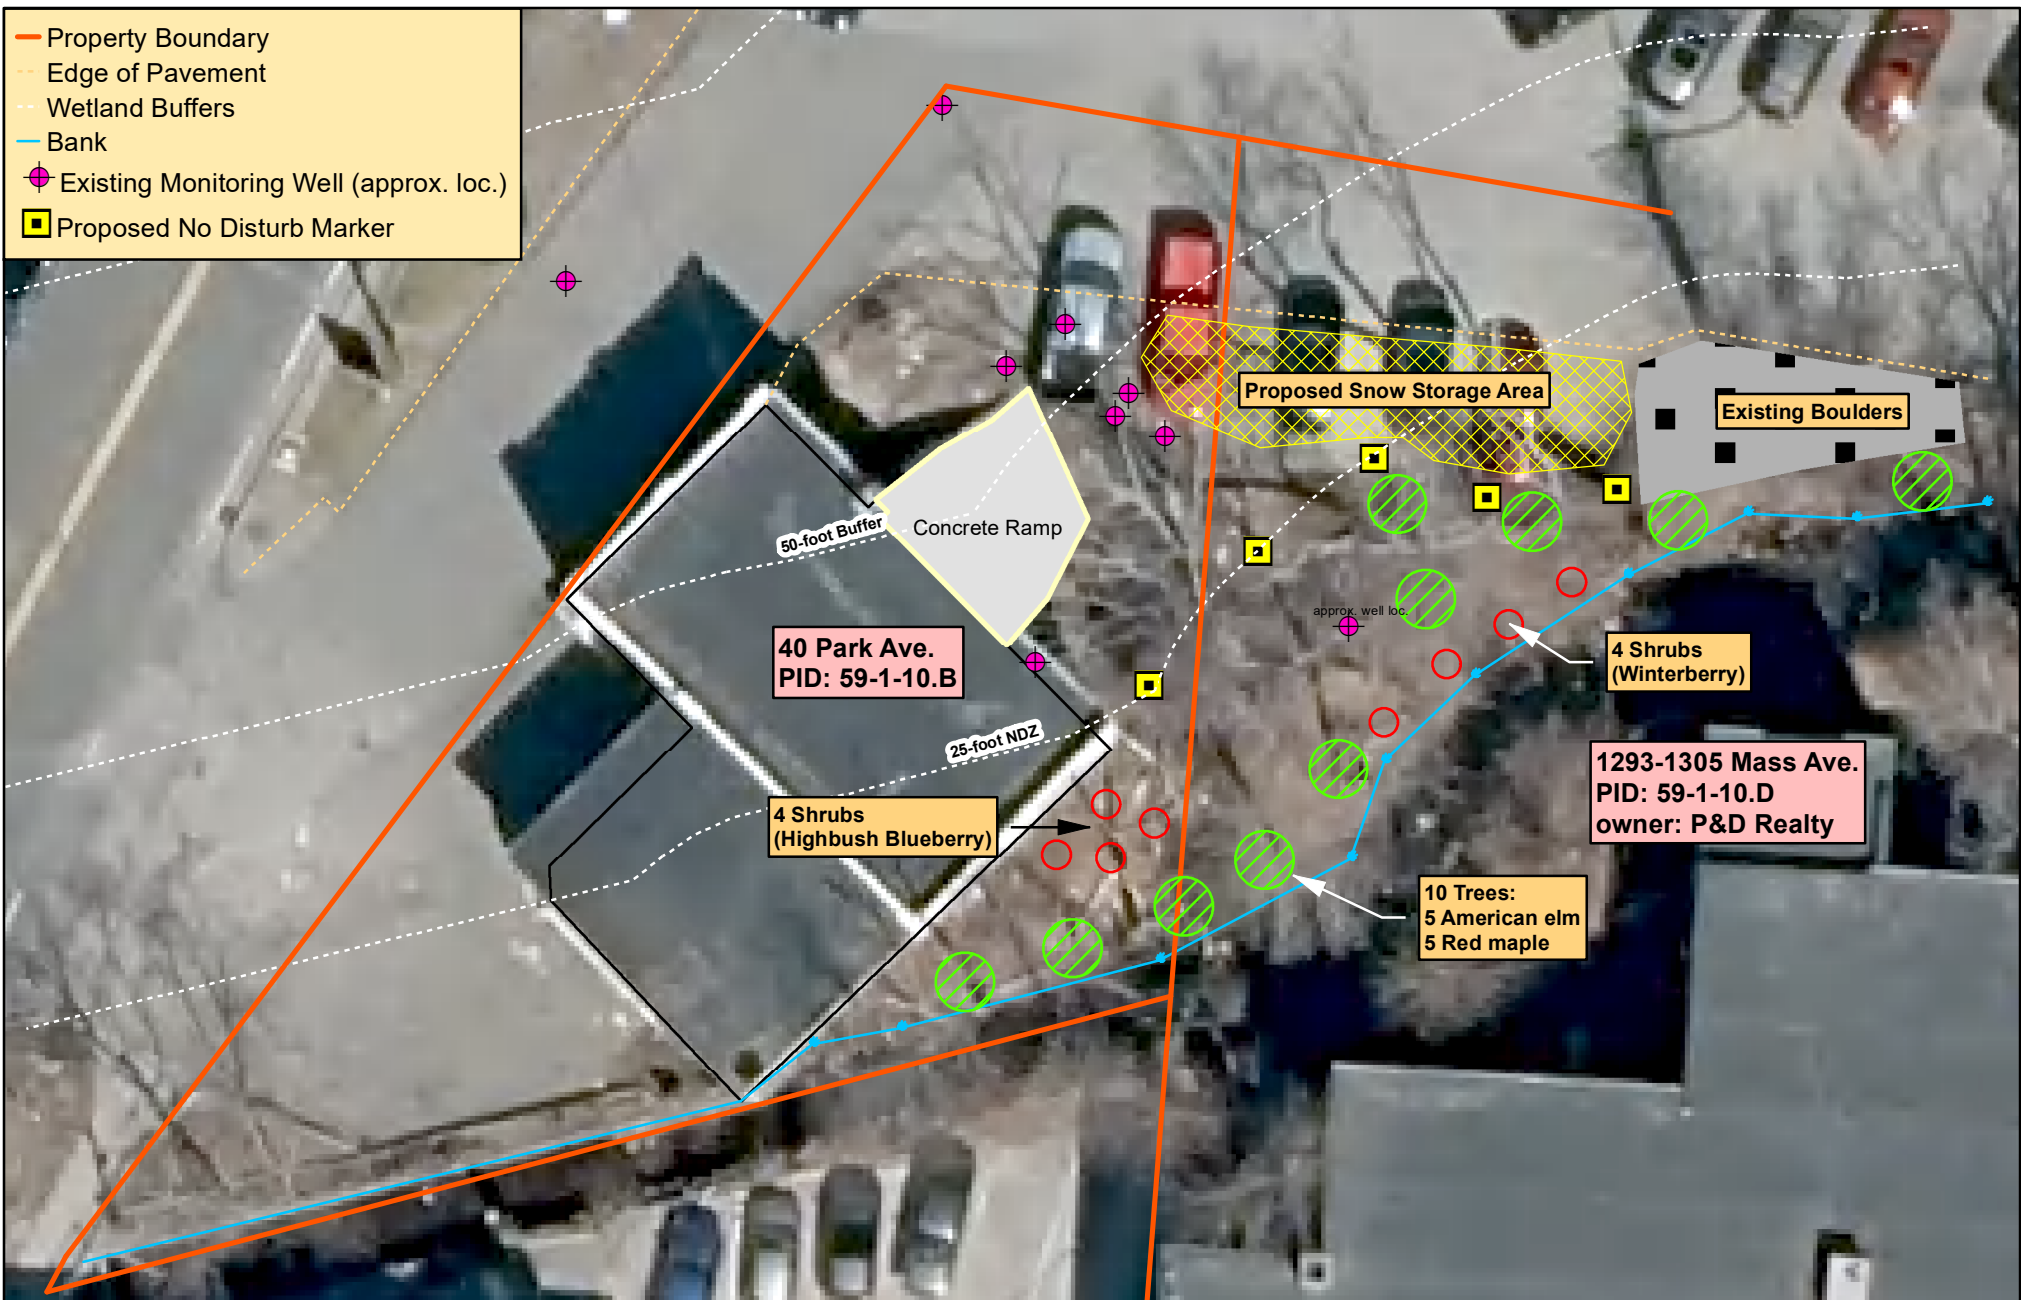 Property Boundary
Edge of Pavement
Wetland Buffers
Bank
Existing Monitoring Well (approx. loc.)
Proposed No Disturb Marker
Proposed Snow Storage Area
Existing Boulders
Concrete Ramp
50-foot Buffer
approx. well loc.
40 Park Ave.
PID: 59-1-10.B
4 Shrubs
(Winterberry)
25-foot NDZ
1293-1305 Mass Ave.
PID: 59-1-10.D
owner: P&D Realty
4 Shrubs
(Highbush Blueberry)
10 Trees:
5 American elm
5 Red maple